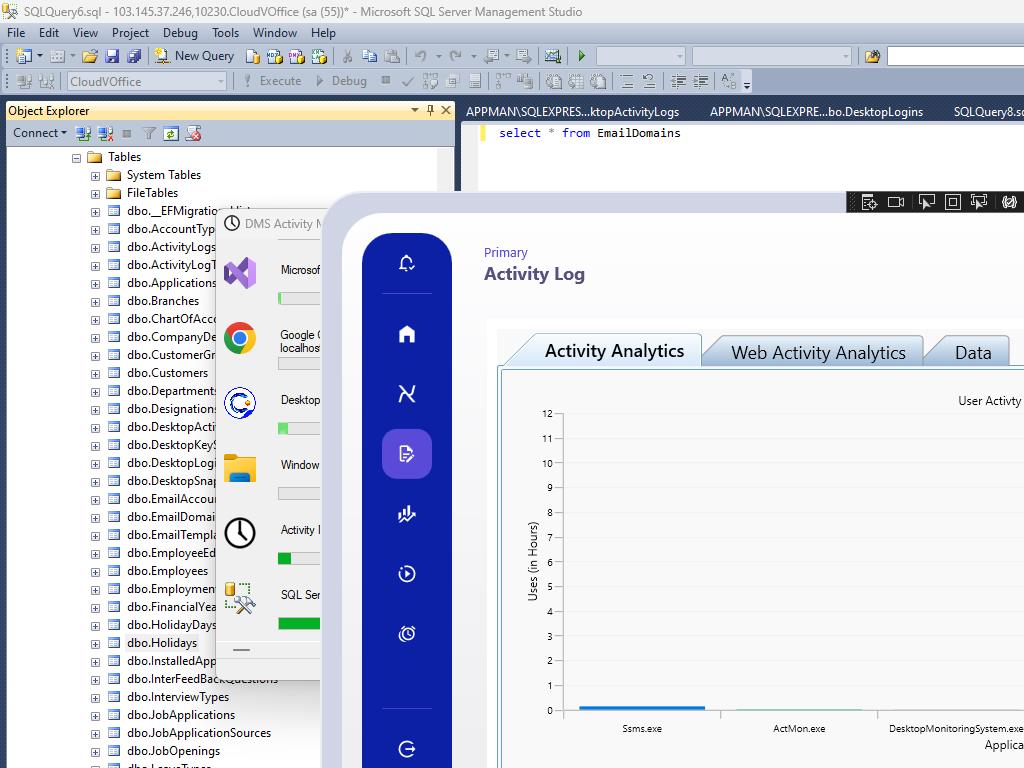 SQLQuery6.sql - 103.145.37.246,10230.CloudVOffice (sa (55))* - Microsoft SQL Server Management Studio
File Edit View Project Debug Tools Window Help
New Query
CloudVOffice
Execute
Debug
Object Explorer
APPMAN\SQLEXPRES...ktopActivityLogs
APPMAN\SQLEXPRE...bo.DesktopLogins
SQLQuery8.sq
Connect
select * from EmailDomains
Tables
System Tables
FileTables
dbo.__EFMigration
dbo.AccountTyp
dbo.ActivityLogs
dbo.ActivityLogT
dbo.Applications
dbo.Branches
dbo.ChartOfAcco
dbo.CompanyDe
dbo.CustomerGr
dbo.Customers
dbo.Departments
dbo.Designations
dbo.DesktopActi
dbo.DesktopKeyS
dbo.DesktopLogi
dbo.DesktopSnap
dbo.EmailAccou
dbo.EmailDomai
dbo.EmailTempla
dbo.EmployeeEd
dbo.Employees
dbo.Employmen
dbo.FinancialYea
dbo.HolidayDays
dbo.Holidays
dbo.InstalledApp
dbo.InterFeedBackQuestions
dbo.InterviewTypes
dbo.JobApplications
dbo.JobApplicationSources
dbo.JobOpenings
DMS Activity M
Microsof
Google C
localhos
Desktop
Window
Activity
SQL Ser
Primary
Activity Log
Activity Analytics
Web Activity Analytics
Data
User Activty
12
11
10
9
8
7
6
5
4
3
2
1
0
Uses (in Hours)
Ssms.exe
ActMon.exe
DesktopMonitoringSystem.exe
Applica